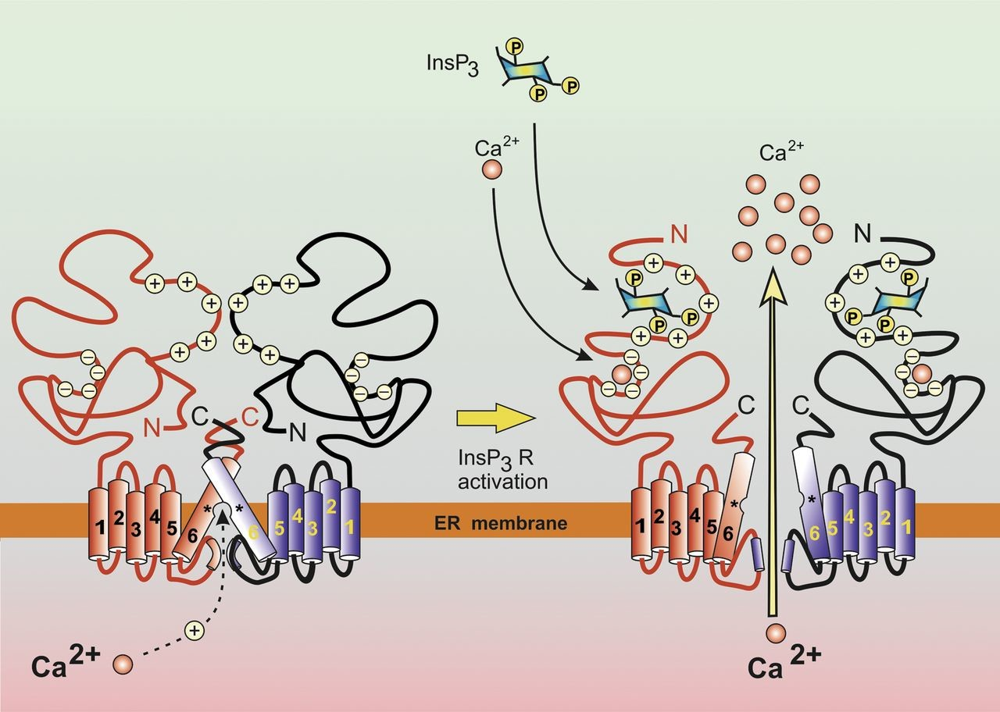 InsP3
P
P
P
Ca2+
Ca2+
N
N
+ + + + +
+ + + + +
+ + + + +
+ + + + +
P
P
P
P
P
P
− − − −
− − − −
− − − −
− − − −
N
C
C
N
C
C
InsP3 R
activation
1 2 3 4 5 6 * * 6 5 4 3 2 1
ER membrane
1 2 3 4 5 6 * * 6 5 4 3 2 1
+
Ca2+
Ca2+